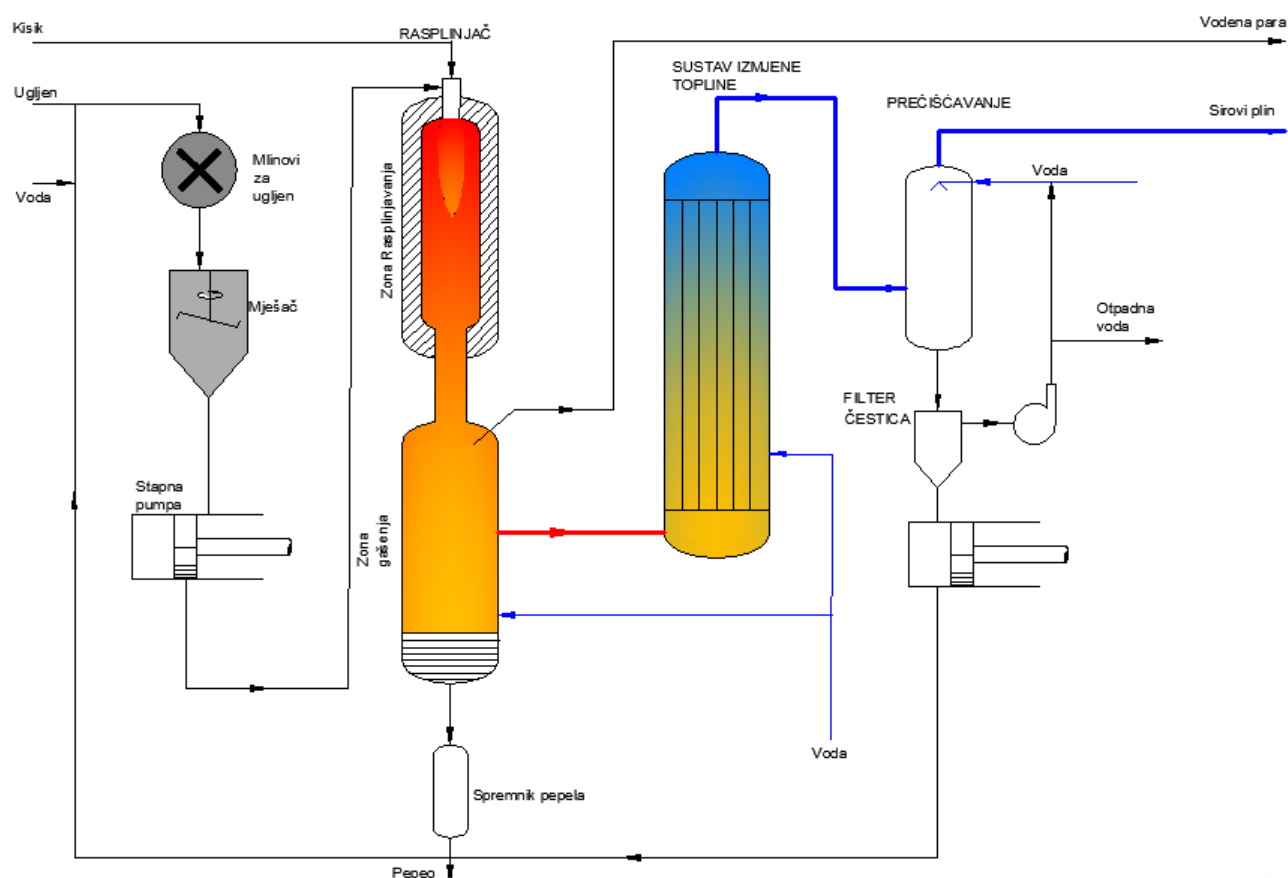 Kisik
RASPLINJAČ
Vodena para
SUSTAV IZMJENE
TOPLINE
Ugljen
PREČIŠĆAVANJE
Sirovi plin
Mlinovi
za
ugljen
Zona Rasplinjavanja
Voda
Voda
Mješač
Otpadna
voda
FILTER
ČESTICA
Stapna
pumpa
Zona
gašenja
Voda
Spremnik pepela
Pepeo